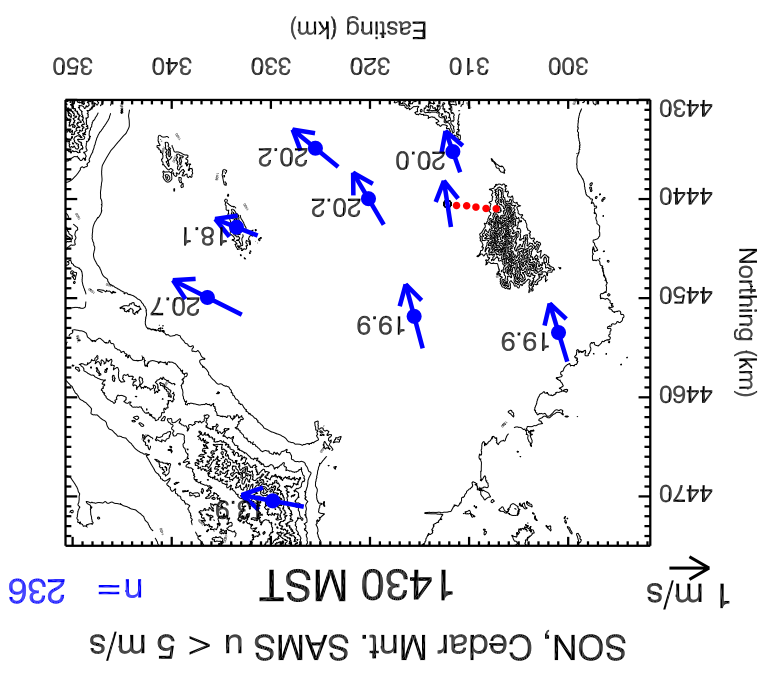 SON, Cedar Mnt. SAMS u < 5 m/s
1 m/s
1430 MST
n= 236
4470
13.9
4460
Northing (km)
19.9
19.9
4450
20.7
18.1
4440
20.2
20.0
20.2
4430
300 310 320 330 340 350
Easting (km)